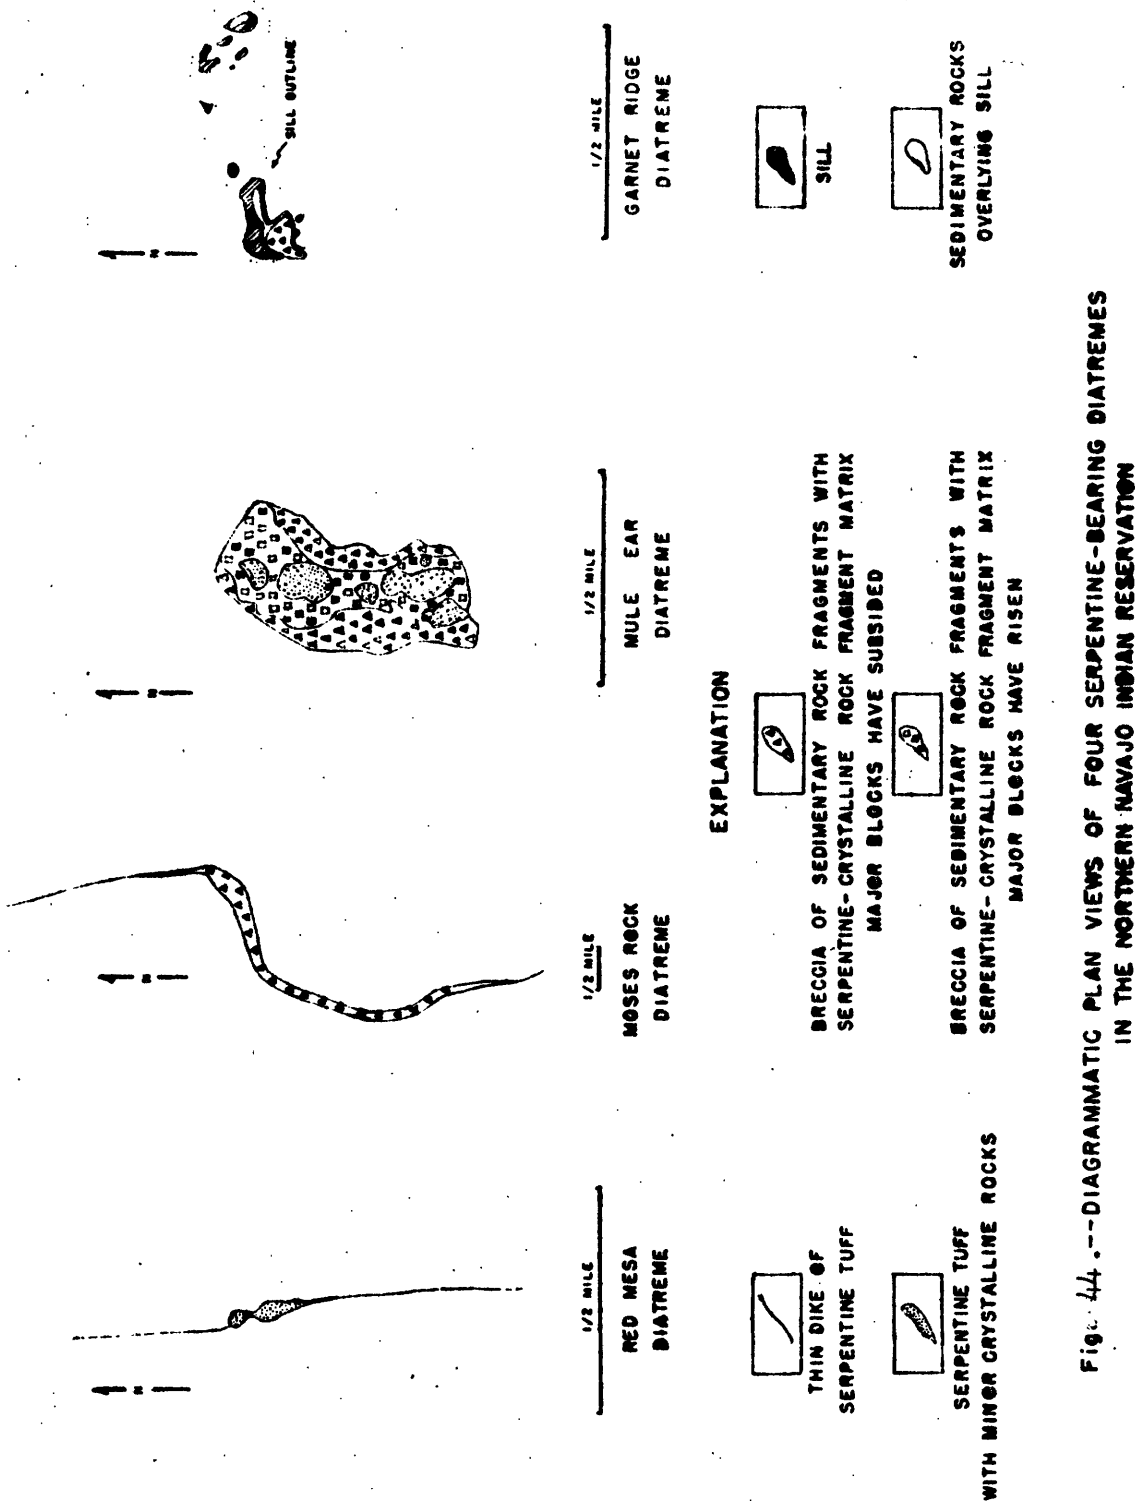 N
N
N
N
SILL OUTLINE
1/2 MILE
RED MESA
DIATREME
1/2 MILE
MOSES ROCK
DIATREME
1/2 MILE
MULE EAR
DIATREME
1/2 MILE
GARNET RIDGE
DIATREME
EXPLANATION
THIN DIKE OF
SERPENTINE TUFF
BRECCIA OF SEDIMENTARY ROCK FRAGMENTS WITH
SERPENTINE-CRYSTALLINE ROCK FRAGMENT MATRIX
MAJOR BLOCKS HAVE SUBSIDED
SILL
SERPENTINE TUFF
WITH MINOR CRYSTALLINE ROCKS
BRECCIA OF SEDIMENTARY ROCK FRAGMENTS WITH
SERPENTINE-CRYSTALLINE ROCK FRAGMENT MATRIX
MAJOR BLOCKS HAVE RISEN
SEDIMENTARY ROCKS
OVERLYING SILL
Fig. 44.--DIAGRAMMATIC PLAN VIEWS OF FOUR SERPENTINE-BEARING DIATREMES
IN THE NORTHERN NAVAJO INDIAN RESERVATION